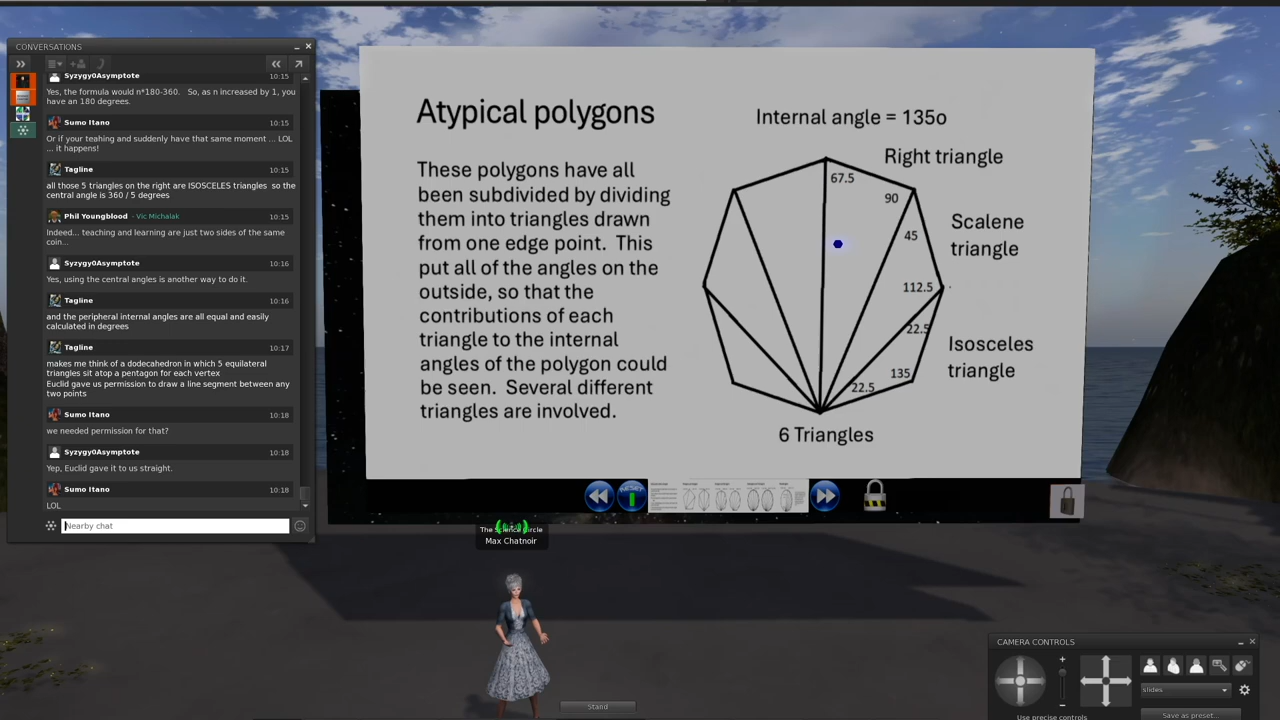 CONVERSATIONS
Syzygy0Asymptote 10:15
Yes, the formula would n*180-360. So, as n increased by 1, you
have an 180 degrees.
Sumo Itano 10:15
Or if your teahing and suddenly have that same moment ... LOL
... it happens!
Tagline 10:15
all those 5 triangles on the right are ISOSCELES triangles so the
central angle is 360 / 5 degrees
Phil Youngblood - Vic Michalak 10:15
Indeed... teaching and learning are just two sides of the same
coin...
Syzygy0Asymptote 10:15
Yes, using the central angles is another way to do it.
Tagline 10:16
and the peripheral internal angles are all equal and easily
calculated in degrees
Tagline 10:17
makes me think of a dodecahedron in which 5 equilateral
triangles sit atop a pentagon for each vertex
Euclid gave us permission to draw a line segment between any
two points
Sumo Itano 10:18
we needed permission for that?
Syzygy0Asymptote 10:18
Yep, Euclid gave it to us straight.
Sumo Itano 10:18
LOL
Nearby chat
Atypical polygons
These polygons have all
been subdivided by dividing
them into triangles drawn
from one edge point. This
put all of the angles on the
outside, so that the
contributions of each
triangle to the internal
angles of the polygon could
be seen. Several different
triangles are involved.
Internal angle = 135o
Right triangle
67.5
90
Scalene
triangle
45
112.5
22.5
Isosceles
triangle
135
22.5
6 Triangles
The Science Circle
Max Chatnoir
Stand
CAMERA CONTROLS
slides
Use precise controls
Save as preset...